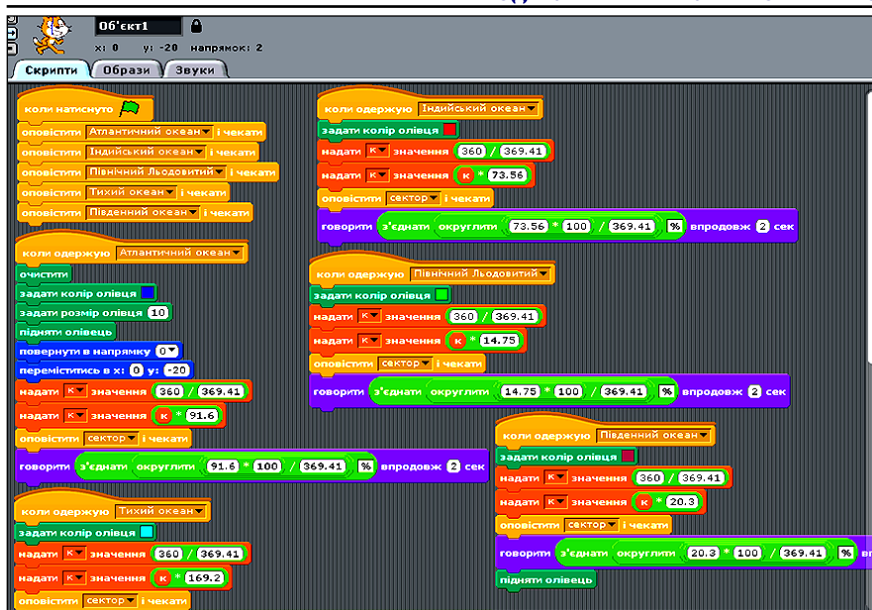 Об'єкт1
x: 0 y: -20 напрямок: 2
Скрипти Образи Звуки
коли натиснуто
оповістити Атлантичний океан і чекати
оповістити Індийський океан і чекати
оповістити Північний Льодовитий і чекати
оповістити Тихий океан і чекати
оповістити Південний океан і чекати
коли одержую Атлантичний океан
очистити
задати колір олівця
задати розмір олівця 10
підняти олівець
повернути в напрямку 0
переміститись в x: 0 y: -20
надати к значення 360 / 369.41
надати к значення к * 91.6
оповістити сектор і чекати
говорити з'єднати округлити 91.6 * 100 / 369.41 % впродовж 2 сек
коли одержую Тихий океан
задати колір олівця
надати к значення 360 / 369.41
надати к значення к * 169.2
оповістити сектор і чекати
коли одержую Індийський океан
задати колір олівця
надати к значення 360 / 369.41
надати к значення к * 73.56
оповістити сектор і чекати
говорити з'єднати округлити 73.56 * 100 / 369.41 % впродовж 2 сек
коли одержую Північний Льодовитий
задати колір олівця
надати к значення 360 / 369.41
надати к значення к * 14.75
оповістити сектор і чекати
говорити з'єднати округлити 14.75 * 100 / 369.41 % впродовж 2 сек
коли одержую Південний океан
задати колір олівця
надати к значення 360 / 369.41
надати к значення к * 20.3
оповістити сектор і чекати
говорити з'єднати округлити 20.3 * 100 / 369.41 %
підняти олівець